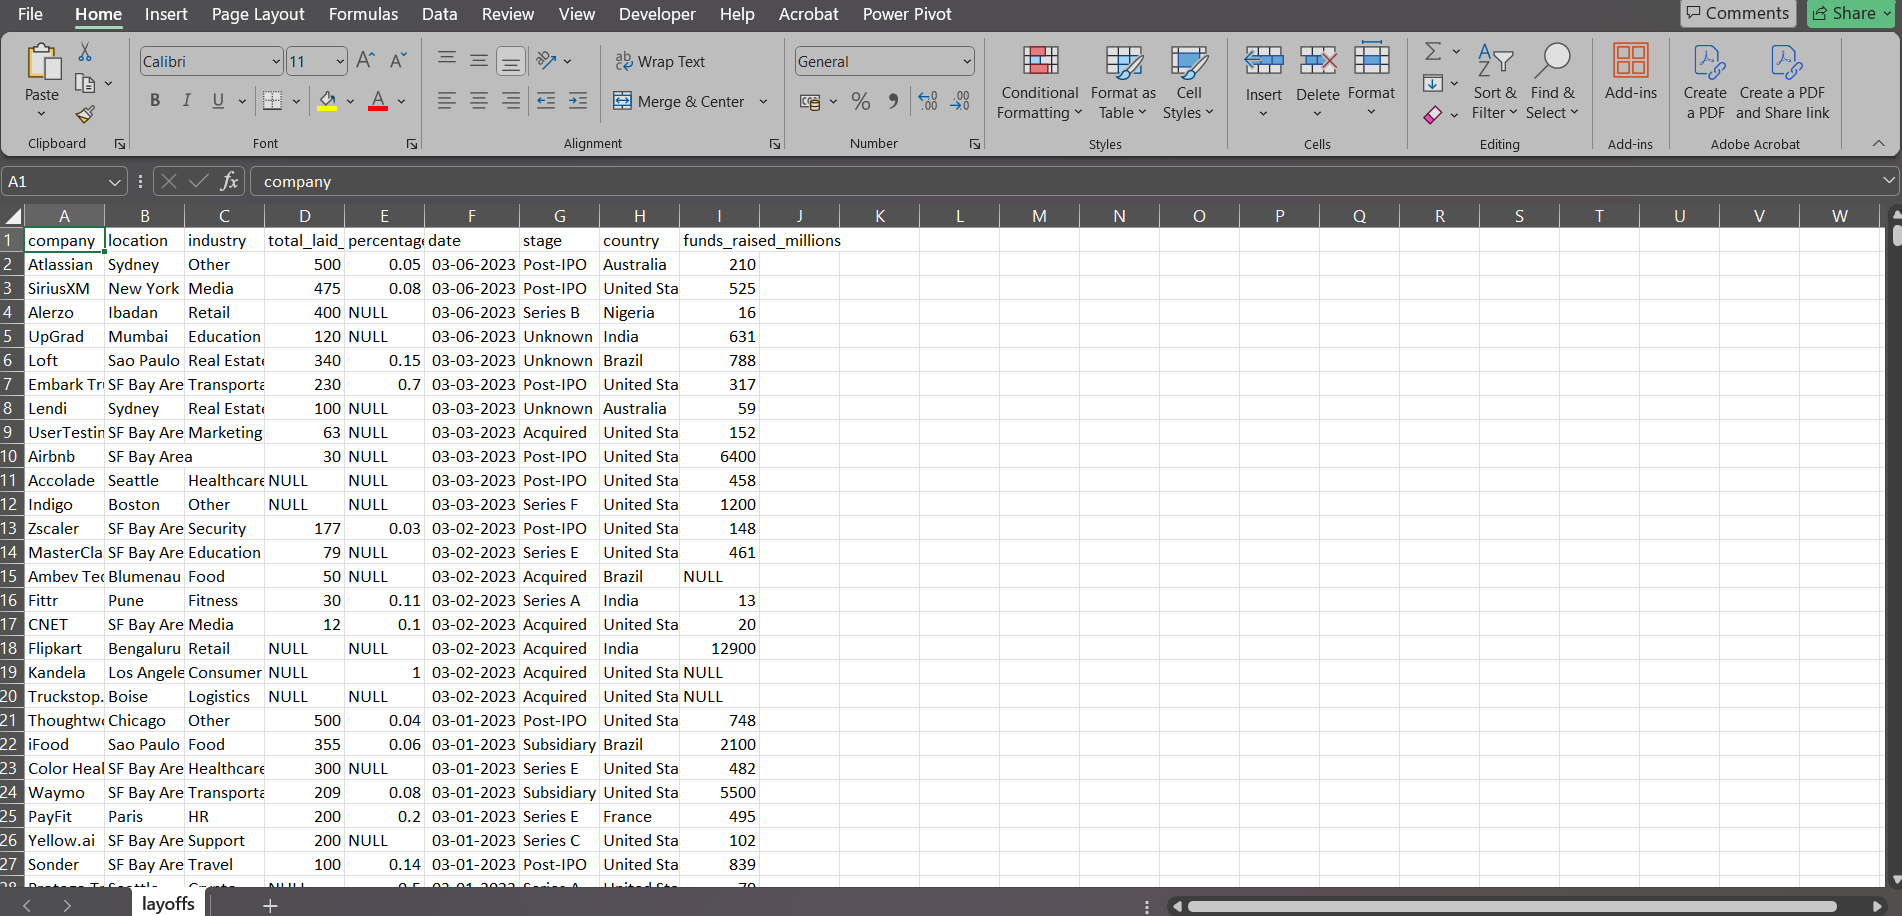 File Home Insert Page Layout Formulas Data Review View Developer Help Acrobat Power Pivot Comments Share
Calibri 11 A A ab Wrap Text General
Paste B I U A Merge & Center % 9 .00 .00 Conditional Formatting Format as Table Cell Styles Insert Delete Format Sort & Filter Find & Select Add-ins Create a PDF Create a PDF and Share link
Clipboard Font Alignment Number Styles Cells Editing Add-ins Adobe Acrobat
A1 fx company
A B C D E F G H I J K L M N O P Q R S T U V W
1 company location industry total_laid_ percentage date stage country funds_raised_millions
2 Atlassian Sydney Other 500 0.05 03-06-2023 Post-IPO Australia 210
3 SiriusXM New York Media 475 0.08 03-06-2023 Post-IPO United Sta 525
4 Alerzo Ibadan Retail 400 NULL 03-06-2023 Series B Nigeria 16
5 UpGrad Mumbai Education 120 NULL 03-06-2023 Unknown India 631
6 Loft Sao Paulo Real Estate 340 0.15 03-03-2023 Unknown Brazil 788
7 Embark Tr SF Bay Are Transporta 230 0.7 03-03-2023 Post-IPO United Sta 317
8 Lendi Sydney Real Estate 100 NULL 03-03-2023 Unknown Australia 59
9 UserTestin SF Bay Are Marketing 63 NULL 03-03-2023 Acquired United Sta 152
10 Airbnb SF Bay Area 30 NULL 03-03-2023 Post-IPO United Sta 6400
11 Accolade Seattle Healthcare NULL NULL 03-03-2023 Post-IPO United Sta 458
12 Indigo Boston Other NULL NULL 03-03-2023 Series F United Sta 1200
13 Zscaler SF Bay Are Security 177 0.03 03-02-2023 Post-IPO United Sta 148
14 MasterCla SF Bay Are Education 79 NULL 03-02-2023 Series E United Sta 461
15 Ambev Tec Blumenau Food 50 NULL 03-02-2023 Acquired Brazil NULL
16 Fittr Pune Fitness 30 0.11 03-02-2023 Series A India 13
17 CNET SF Bay Are Media 12 0.1 03-02-2023 Acquired United Sta 20
18 Flipkart Bengaluru Retail NULL NULL 03-02-2023 Acquired India 12900
19 Kandela Los Angele Consumer NULL 1 03-02-2023 Acquired United Sta NULL
20 Truckstop. Boise Logistics NULL NULL 03-02-2023 Acquired United Sta NULL
21 Thoughtwo Chicago Other 500 0.04 03-01-2023 Post-IPO United Sta 748
22 iFood Sao Paulo Food 355 0.06 03-01-2023 Subsidiary Brazil 2100
23 Color Heal SF Bay Are Healthcare 300 NULL 03-01-2023 Series E United Sta 482
24 Waymo SF Bay Are Transporta 209 0.08 03-01-2023 Subsidiary United Sta 5500
25 PayFit Paris HR 200 0.2 03-01-2023 Series E France 495
26 Yellow.ai SF Bay Are Support 200 NULL 03-01-2023 Series C United Sta 102
27 Sonder SF Bay Are Travel 100 0.14 03-01-2023 Post-IPO United Sta 839
layoffs